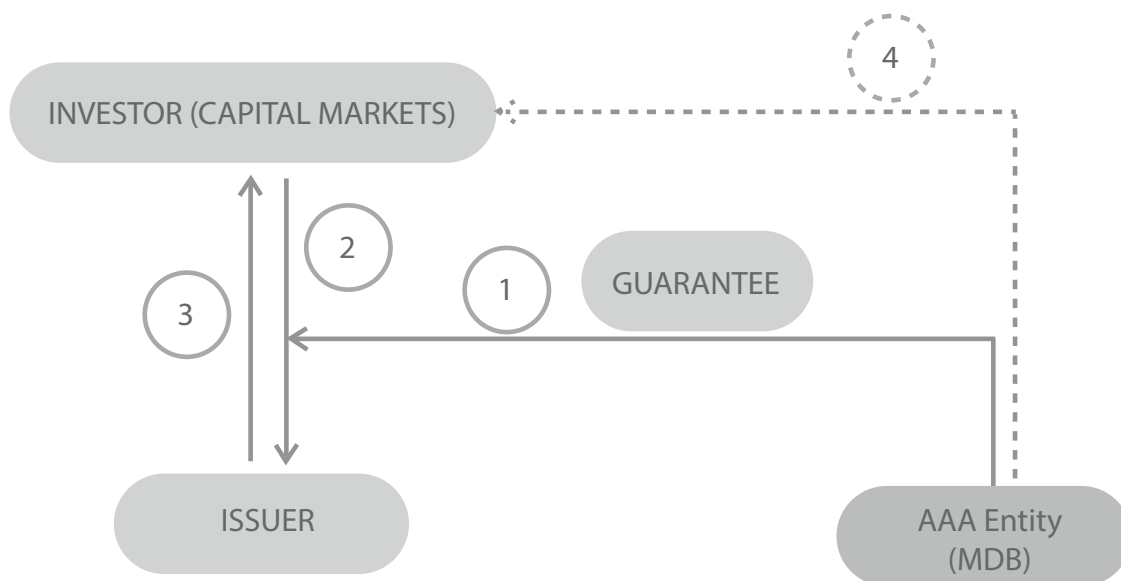 4
INVESTOR (CAPITAL MARKETS)
2
1
GUARANTEE
3
ISSUER
AAA Entity
(MDB)